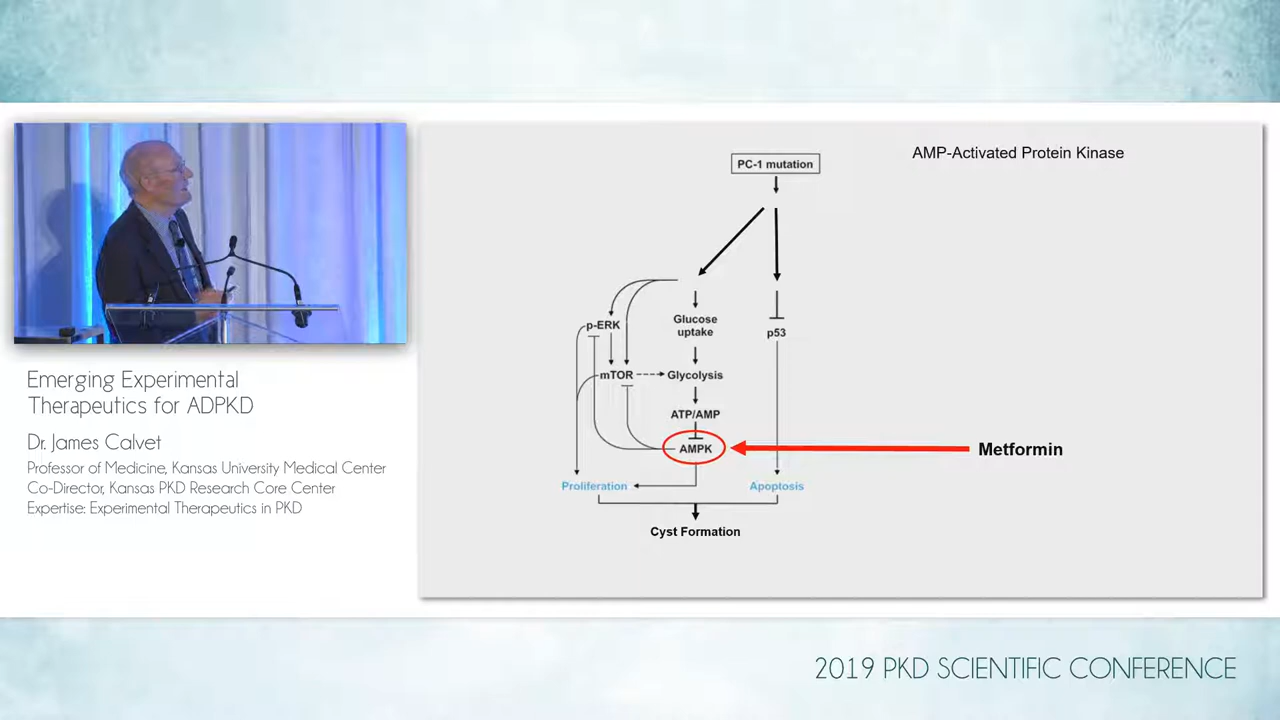 AMP-Activated Protein Kinase
PC-1 mutation
Glucose
uptake
p-ERK
p53
mTOR
Glycolysis
ATP/AMP
AMPK
Metformin
Proliferation
Apoptosis
Cyst Formation
Emerging Experimental
Therapeutics for ADPKD
Dr. James Calvet
Professor of Medicine, Kansas University Medical Center
Co-Director, Kansas PKD Research Core Center
Expertise: Experimental Therapeutics in PKD
2019 PKD SCIENTIFIC CONFERENCE